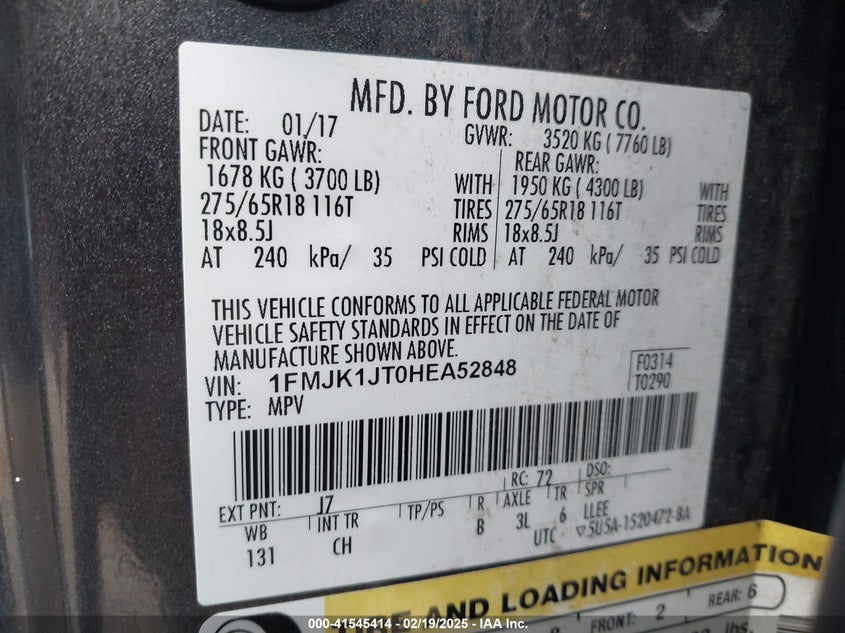 MFD. BY FORD MOTOR CO.
DATE: 01/17 GVWR: 3520 KG ( 7760 LB)
FRONT GAWR: REAR GAWR:
1678 KG ( 3700 LB) WITH 1950 KG ( 4300 LB) WITH
275/65R18 116T TIRES 275/65R18 116T TIRES
18x8.5J RIMS 18x8.5J RIMS
AT 240 kPa/ 35 PSI COLD AT 240 kPa/ 35 PSI COLD
THIS VEHICLE CONFORMS TO ALL APPLICABLE FEDERAL MOTOR
VEHICLE SAFETY STANDARDS IN EFFECT ON THE DATE OF
MANUFACTURE SHOWN ABOVE.
VIN: 1FMJK1JT0HEA52848 F0314
TYPE: MPV T0290
EXT PNT: J7 RC: 72 DSO:
WB INT TR TP/PS R AXLE TR SPR
131 CH B 3L 6 LLEE
UTC ▽5U5A-1520472-BA
AND LOADING INFORMATION
FRONT: 2 REAR: 6
lbs.
000-41545414 - 02/19/2025 - IAA Inc.